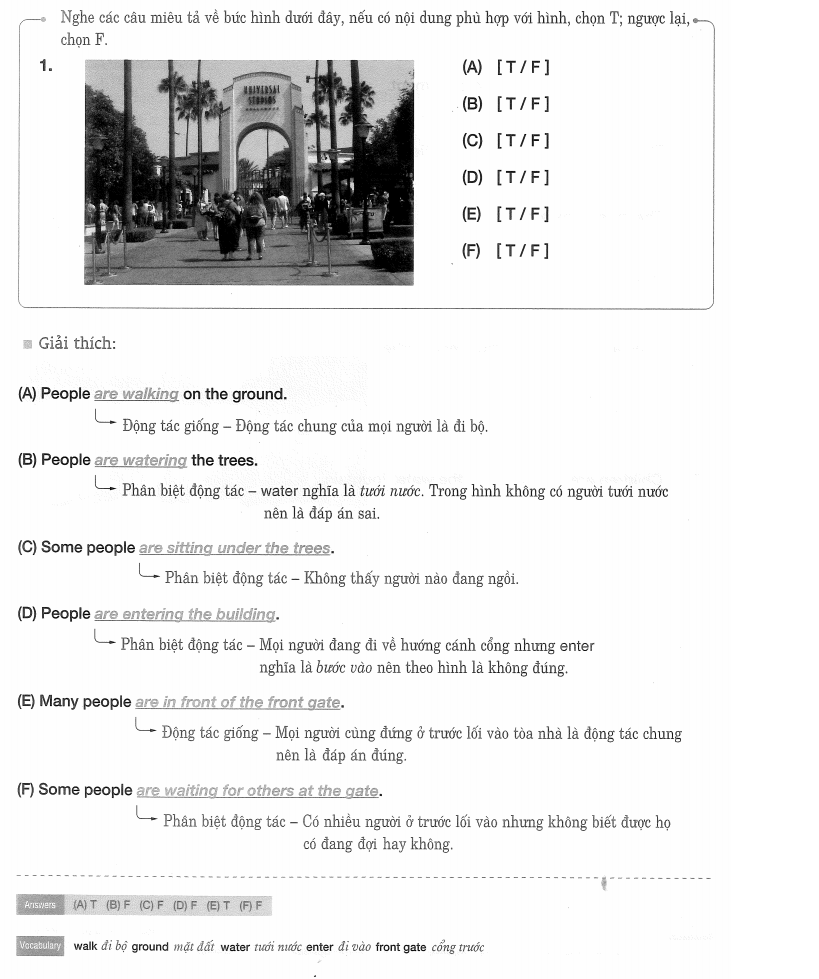 Nghe các câu miêu tả về bức hình dưới đây, nếu có nội dung phù hợp với hình, chọn T; ngược lại,
chọn F.
1.
UNIVERSAL
STUDIOS
(A) [ T / F ]
(B) [ T / F ]
(C) [ T / F ]
(D) [ T / F ]
(E) [ T / F ]
(F) [ T / F ]
Giải thích:
(A) People are walking on the ground.
Động tác giống – Động tác chung của mọi người là đi bộ.
(B) People are watering the trees.
Phân biệt động tác – water nghĩa là tưới nước. Trong hình không có người tưới nước
nên là đáp án sai.
(C) Some people are sitting under the trees.
Phân biệt động tác – Không thấy người nào đang ngồi.
(D) People are entering the building.
Phân biệt động tác – Mọi người đang đi về hướng cánh cổng nhưng enter
nghĩa là bước vào nên theo hình là không đúng.
(E) Many people are in front of the front gate.
Động tác giống – Mọi người cùng đứng ở trước lối vào tòa nhà là động tác chung
nên là đáp án đúng.
(F) Some people are waiting for others at the gate.
Phân biệt động tác – Có nhiều người ở trước lối vào nhưng không biết được họ
có đang đợi hay không.
Answers (A) T (B) F (C) F (D) F (E) T (F) F
Vocabulary walk đi bộ ground mặt đất water tưới nước enter đi vào front gate cổng trước